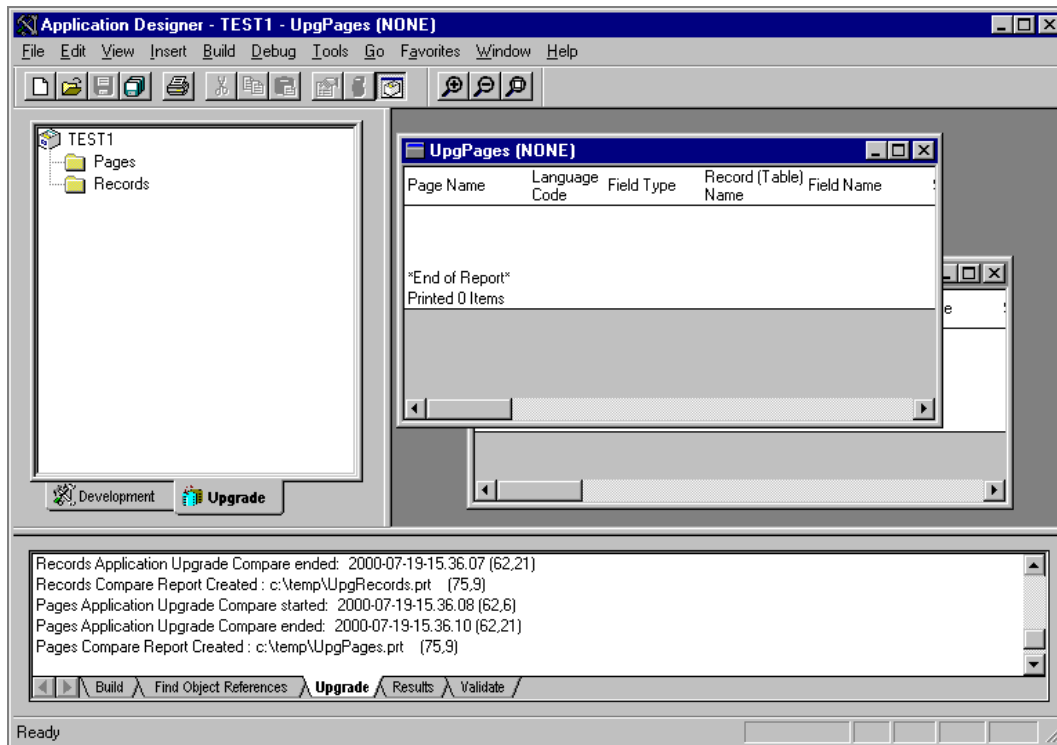 Application Designer - TEST1 - UpgPages (NONE)
File Edit View Insert Build Debug Tools Go Favorites Window Help
TEST1
Pages
Records
Development
Upgrade
UpgPages (NONE)
Page Name Language Code Field Type Record (Table) Name Field Name
*End of Report*
Printed 0 Items
e
Records Application Upgrade Compare ended: 2000-07-19-15.36.07 (62,21)
Records Compare Report Created : c:\temp\UpgRecords.prt (75,9)
Pages Application Upgrade Compare started: 2000-07-19-15.36.08 (62,6)
Pages Application Upgrade Compare ended: 2000-07-19-15.36.10 (62,21)
Pages Compare Report Created : c:\temp\UpgPages.prt (75,9)
Build Find Object References Upgrade Results Validate
Ready